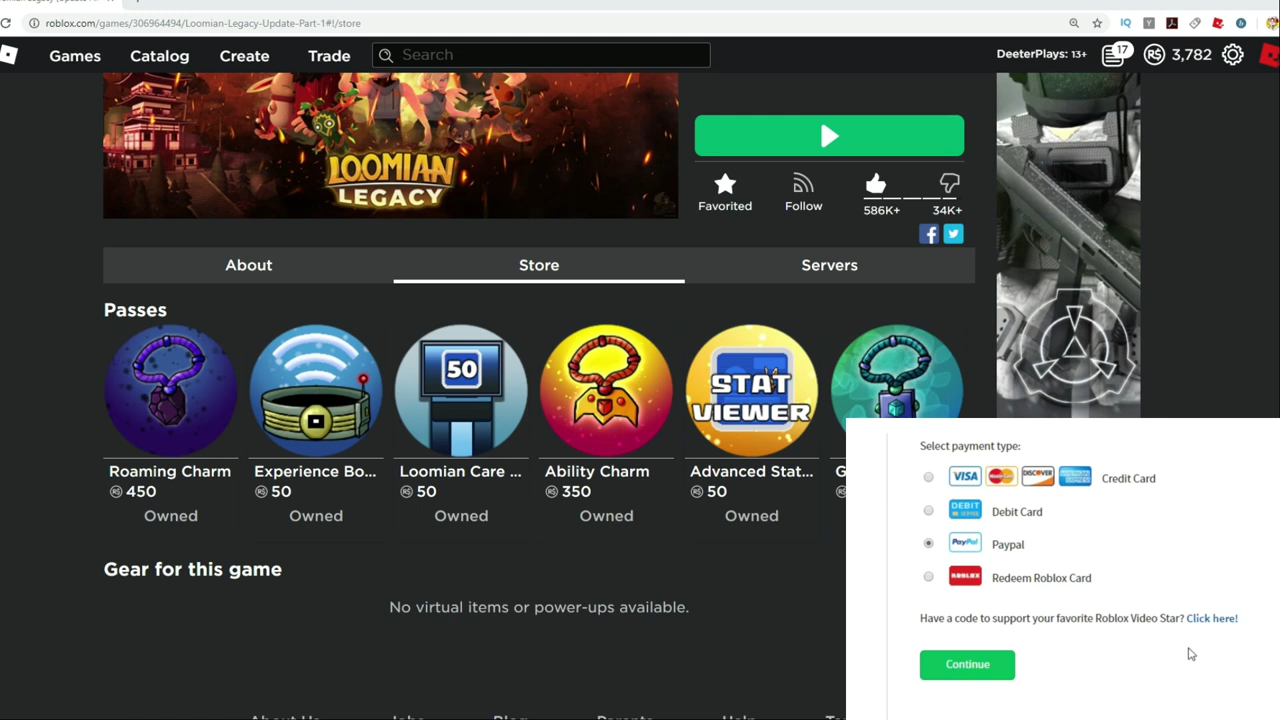 roblox.com/games/306964494/Loomian-Legacy-Update-Part-1#!/store
Games Catalog Create Trade Search DeeterPlays: 13+ 17 3,782
LOOMIAN
LEGACY
Favorited Follow 586K+ 34K+
About Store Servers
Passes
50
STAT
VIEWER
Roaming Charm Experience Bo... Loomian Care ... Ability Charm Advanced Stat... G
450 50 50 350 50
Owned Owned Owned Owned Owned
Gear for this game
No virtual items or power-ups available.
Select payment type:
VISA MasterCard DISCOVER Credit Card
DEBIT Debit Card
PayPal Paypal
ROBLOX Redeem Roblox Card
Have a code to support your favorite Roblox Video Star? Click here!
Continue